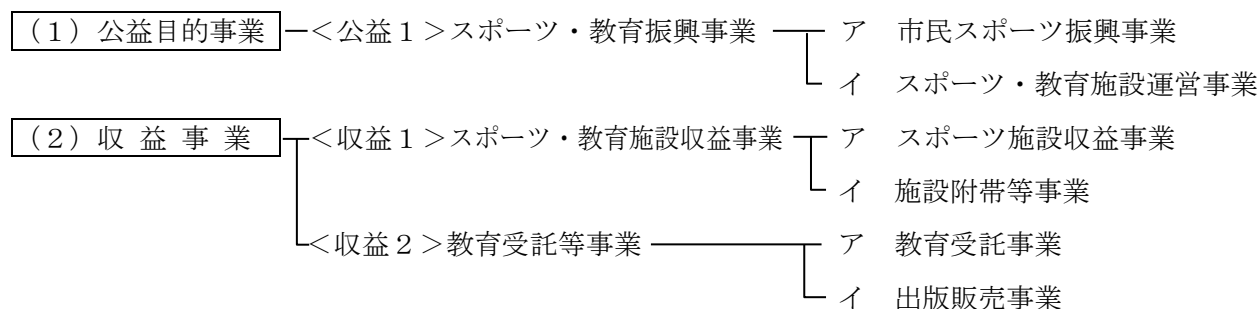 （１）公益目的事業 ＜公益１＞スポーツ・教育振興事業 ア 市民スポーツ振興事業
イ スポーツ・教育施設運営事業
（２）収 益 事 業 ＜収益１＞スポーツ・教育施設収益事業 ア スポーツ施設収益事業
イ 施設附帯等事業
＜収益２＞教育受託等事業 ア 教育受託事業
イ 出版販売事業